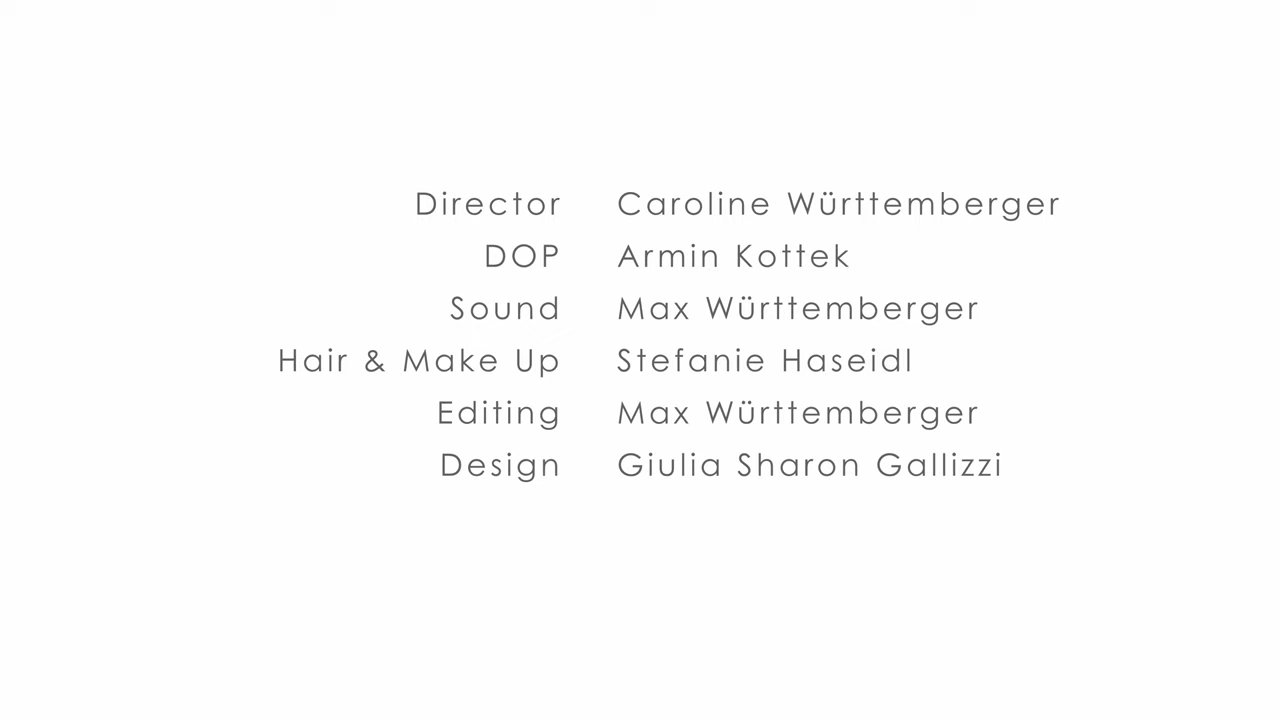 Director Caroline Württemberger
DOP Armin Kottek
Sound Max Württemberger
Hair & Make Up Stefanie Haseidl
Editing Max Württemberger
Design Giulia Sharon Gallizzi